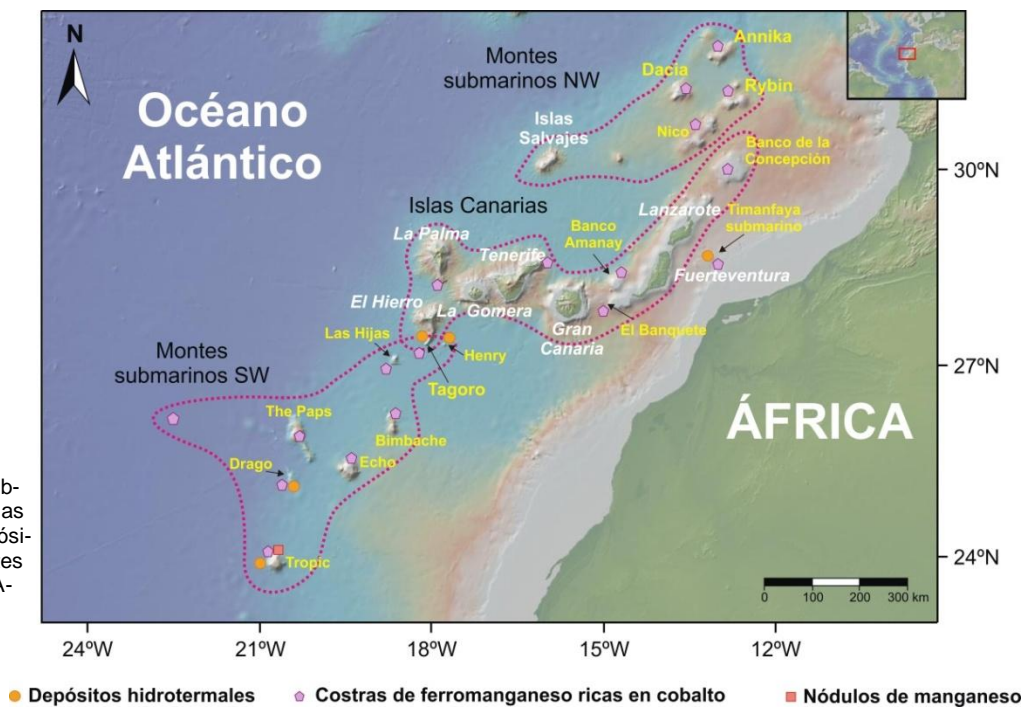 N
Océano
Atlántico
Montes
submarinos NW
Annika
Dacia
Rybin
Nico
Islas
Salvajes
Banco de la
Concepción
30ºN
Islas Canarias
La Palma
Tenerife
Banco
Amanay
Lanzarote
Timanfaya
submarino
Fuerteventura
El Hierro
La Gomera
Gran
Canaria
El Banquete
Las Hijas
Henry
Tagoro
27ºN
Montes
submarinos SW
The Paps
Bimbache
Drago
Echo
ÁFRICA
Tropic
24ºN
b-
as
ósi-
es
A-
0 100 200 300 km
24ºW 21ºW 18ºW 15ºW 12ºW
Depósitos hidrotermales Costras de ferromanganeso ricas en cobalto Nódulos de manganeso